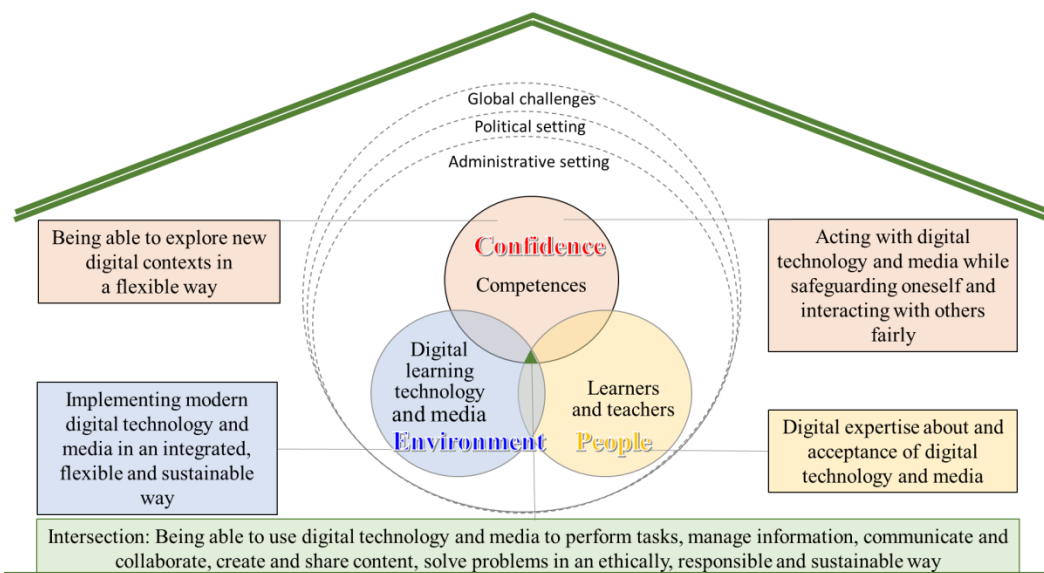 Global challenges
Political setting
Administrative setting
Being able to explore new
digital contexts in
a flexible way
Confidence
Competences
Acting with digital
technology and media while
safeguarding oneself and
interacting with others
fairly
Implementing modern
digital technology and
media in an integrated,
flexible and sustainable
way
Digital
learning
technology
and media
Environment
Learners
and teachers
People
Digital expertise about and
acceptance of digital
technology and media
Intersection: Being able to use digital technology and media to perform tasks, manage information, communicate and
collaborate, create and share content, solve problems in an ethically, responsible and sustainable way